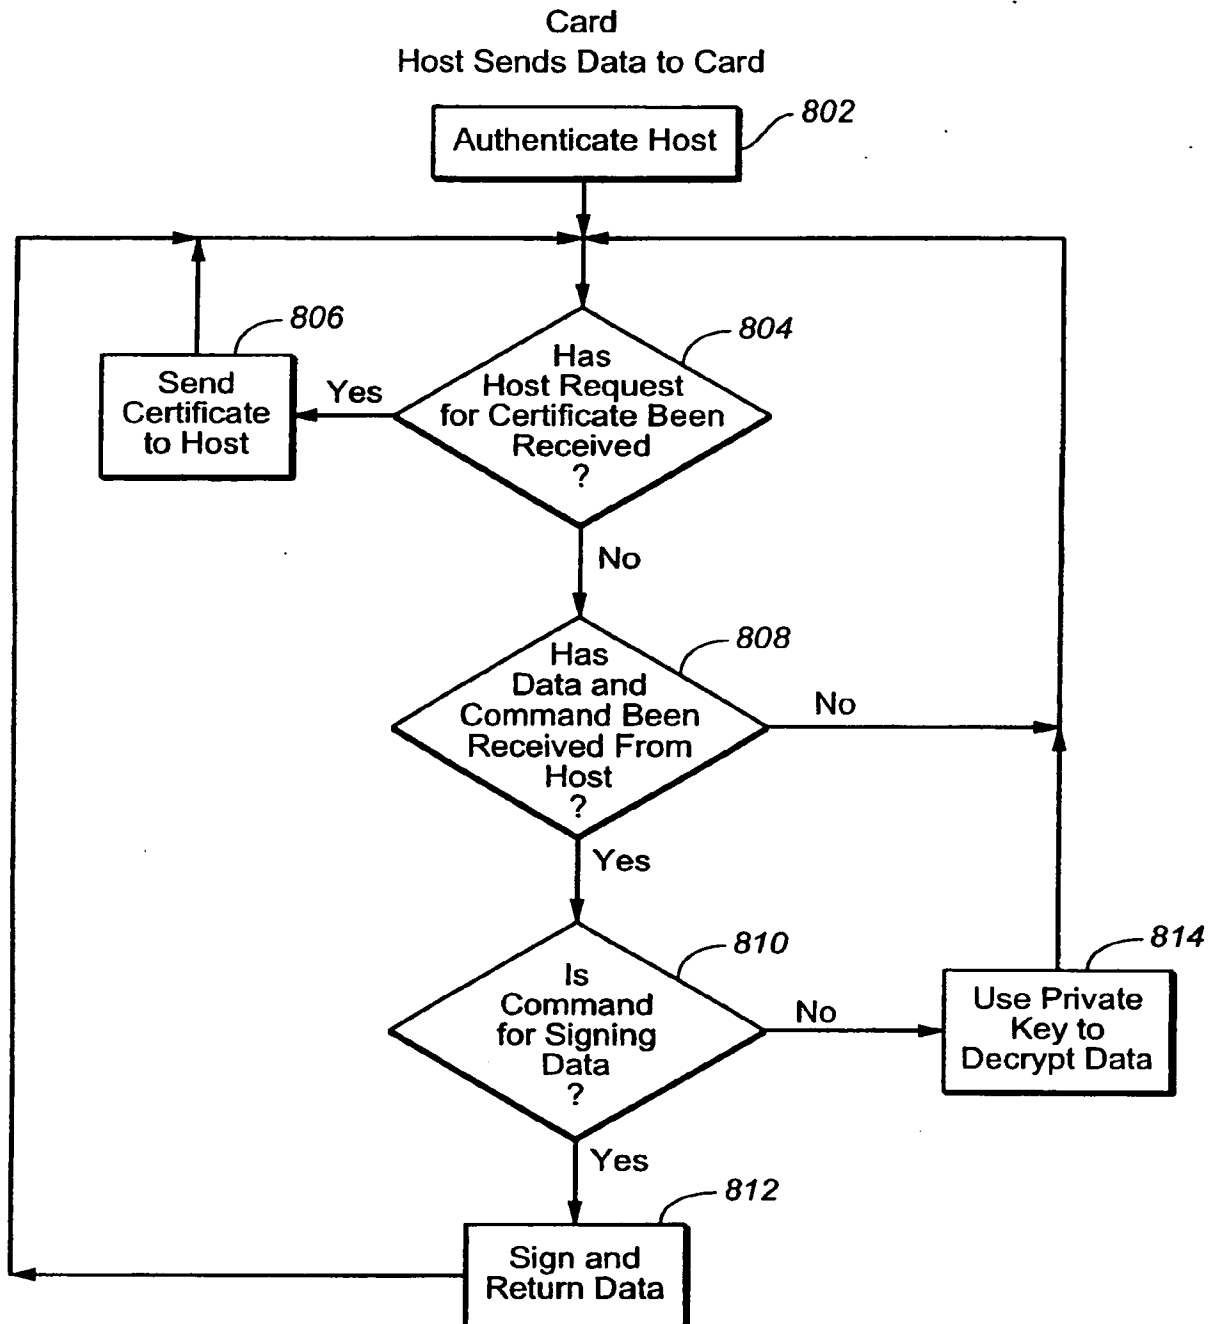 Card
Host Sends Data to Card
802
Authenticate Host
806
804
Send
Certificate
to Host
Yes
Has
Host Request
for Certificate Been
Received
?
No
808
Has
Data and
Command Been
Received From
Host
?
No
Yes
810
814
Is
Command
for Signing
Data
?
No
Use Private
Key to
Decrypt Data
Yes
812
Sign and
Return Data